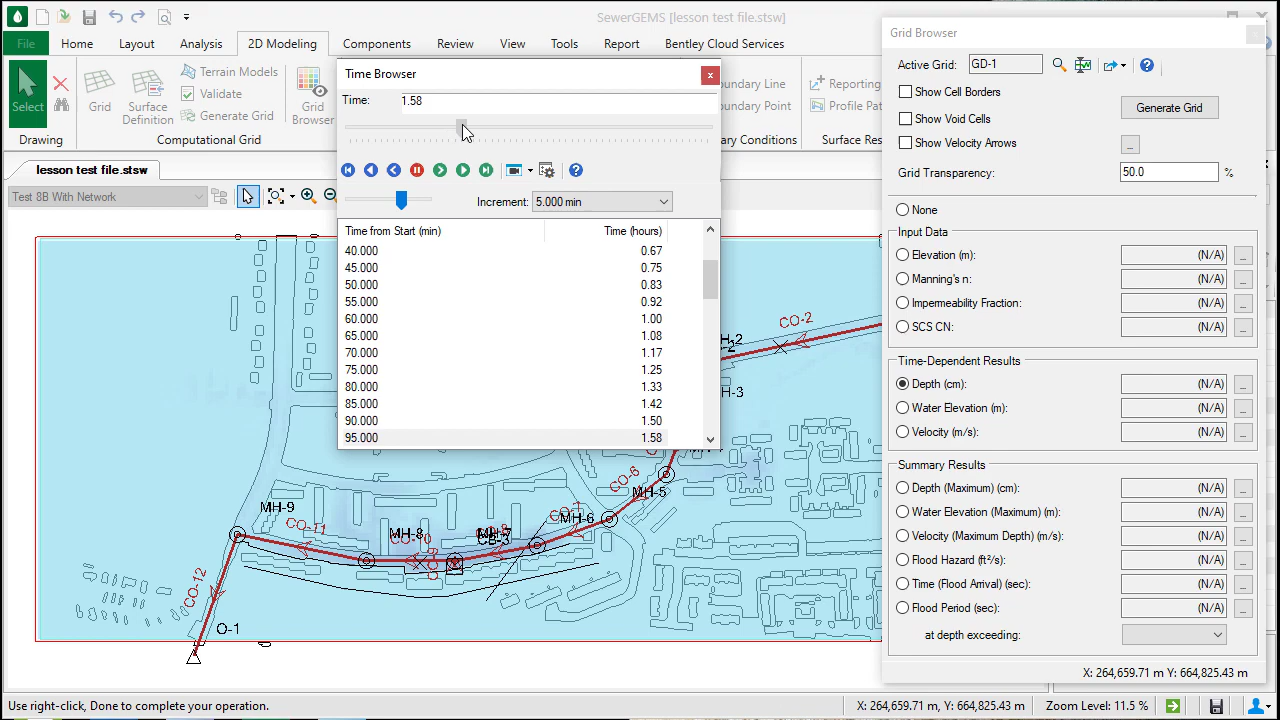 SewerGEMS [lesson test file.stsw]
File
Home
Layout
Analysis
2D Modeling
Components
Review
View
Tools
Report
Bentley Cloud Services
Select
Drawing
Grid
Surface
Definition
Terrain Models
Validate
Generate Grid
Computational Grid
Grid
Browser
Reporting
Surface Res
lesson test file.stsw
Test 8B With Network
Time Browser
Time:
1.58
Increment:
5.000 min
Time from Start (min)
Time (hours)
40.000 0.67
45.000 0.75
50.000 0.83
55.000 0.92
60.000 1.00
65.000 1.08
70.000 1.17
75.000 1.25
80.000 1.33
85.000 1.42
90.000 1.50
95.000 1.58
CO-2
MH-9
CO-11
MH-8
MH-7
CB-3
CO-7
MH-6
CO-6
MH-5
CO-12
O-1
Grid Browser
Active Grid:
GD-1
Show Cell Borders
Show Void Cells
Show Velocity Arrows
Generate Grid
...
Grid Transparency:
50.0
%
None
Input Data
Elevation (m): (N/A) ...
Manning's n: (N/A) ...
Impermeability Fraction: (N/A) ...
SCS CN: (N/A) ...
Time-Dependent Results
Depth (cm): (N/A) ...
Water Elevation (m): (N/A) ...
Velocity (m/s): (N/A) ...
Summary Results
Depth (Maximum) (cm): (N/A) ...
Water Elevation (Maximum) (m): (N/A) ...
Velocity (Maximum Depth) (m/s): (N/A) ...
Flood Hazard (ft²/s): (N/A) ...
Time (Flood Arrival) (sec): (N/A) ...
Flood Period (sec): (N/A) ...
at depth exceeding:
X: 264,659.71 m Y: 664,825.43 m
Use right-click, Done to complete your operation.
X: 264,659.71 m Y: 664,825.43 m
Zoom Level: 11.5 %